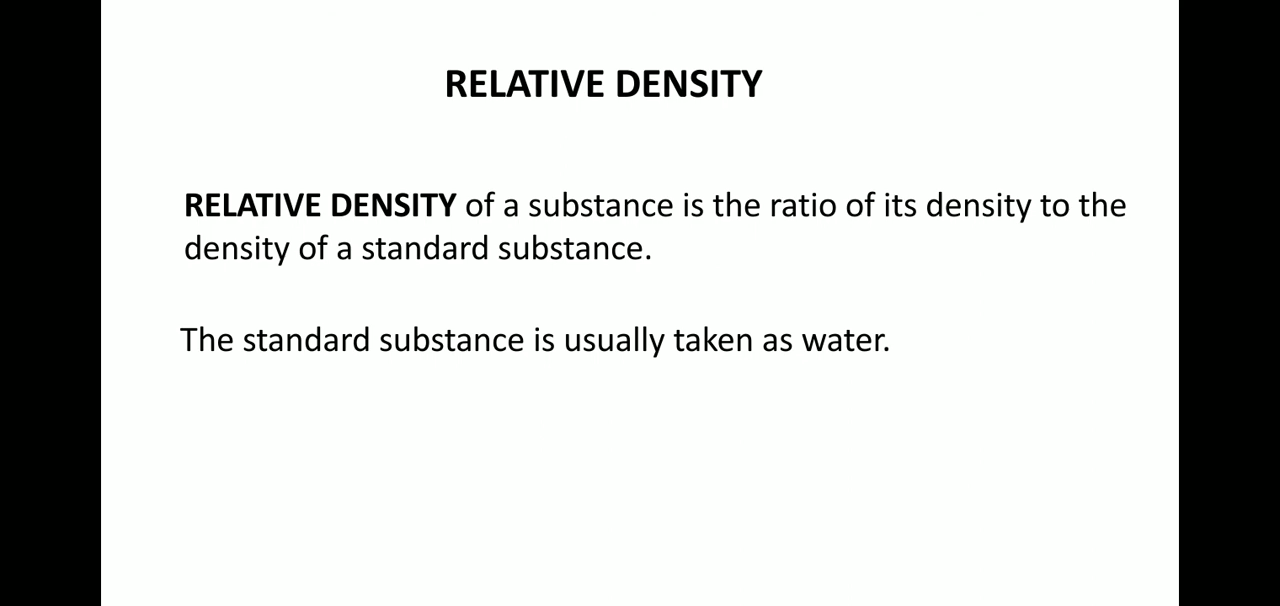 RELATIVE DENSITY
RELATIVE DENSITY of a substance is the ratio of its density to the
density of a standard substance.
The standard substance is usually taken as water.